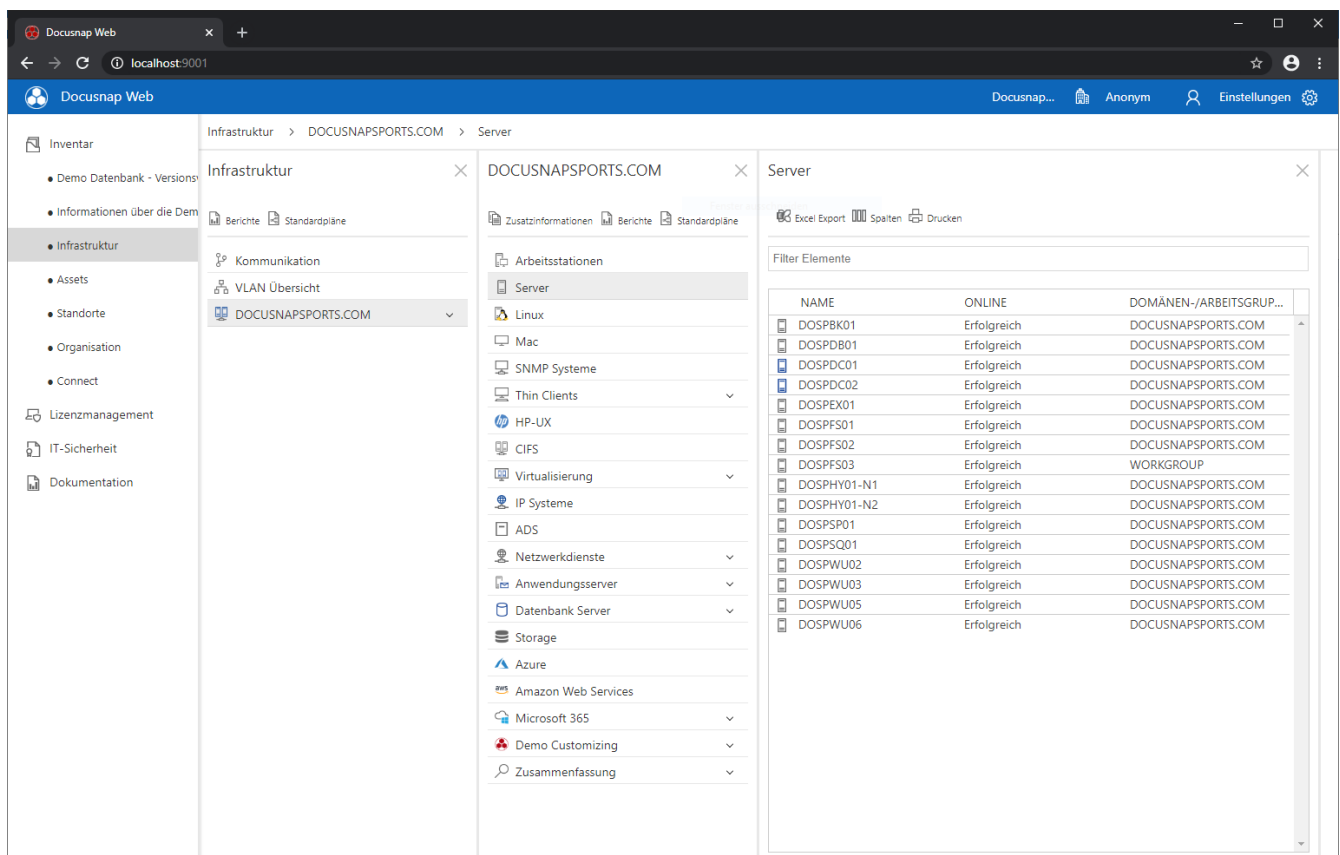 Docusnap Web
localhost:9001
Docusnap Web
Docusnap... Anonym Einstellungen
Inventar
Demo Datenbank - Versions
Informationen über die Dem
Infrastruktur
Assets
Standorte
Organisation
Connect
Lizenzmanagement
IT-Sicherheit
Dokumentation
Infrastruktur > DOCUSNAPSPORTS.COM > Server
Infrastruktur
Berichte Standardpläne
Kommunikation
VLAN Übersicht
DOCUSNAPSPORTS.COM
DOCUSNAPSPORTS.COM
Zusatzinformationen Berichte Standardpläne
Arbeitsstationen
Server
Linux
Mac
SNMP Systeme
Thin Clients
HP-UX
CIFS
Virtualisierung
IP Systeme
ADS
Netzwerkdienste
Anwendungsserver
Datenbank Server
Storage
Azure
aws Amazon Web Services
Microsoft 365
Demo Customizing
Zusammenfassung
Server
Excel Export Spalten Drucken
Filter Elemente
NAME ONLINE DOMÄNEN-/ARBEITSGRUP...
DOSPBK01 Erfolgreich DOCUSNAPSPORTS.COM
DOSPDB01 Erfolgreich DOCUSNAPSPORTS.COM
DOSPDC01 Erfolgreich DOCUSNAPSPORTS.COM
DOSPDC02 Erfolgreich DOCUSNAPSPORTS.COM
DOSPEX01 Erfolgreich DOCUSNAPSPORTS.COM
DOSPFS01 Erfolgreich DOCUSNAPSPORTS.COM
DOSPFS02 Erfolgreich DOCUSNAPSPORTS.COM
DOSPFS03 Erfolgreich WORKGROUP
DOSPHY01-N1 Erfolgreich DOCUSNAPSPORTS.COM
DOSPHY01-N2 Erfolgreich DOCUSNAPSPORTS.COM
DOSPSP01 Erfolgreich DOCUSNAPSPORTS.COM
DOSPSQ01 Erfolgreich DOCUSNAPSPORTS.COM
DOSPWU02 Erfolgreich DOCUSNAPSPORTS.COM
DOSPWU03 Erfolgreich DOCUSNAPSPORTS.COM
DOSPWU05 Erfolgreich DOCUSNAPSPORTS.COM
DOSPWU06 Erfolgreich DOCUSNAPSPORTS.COM